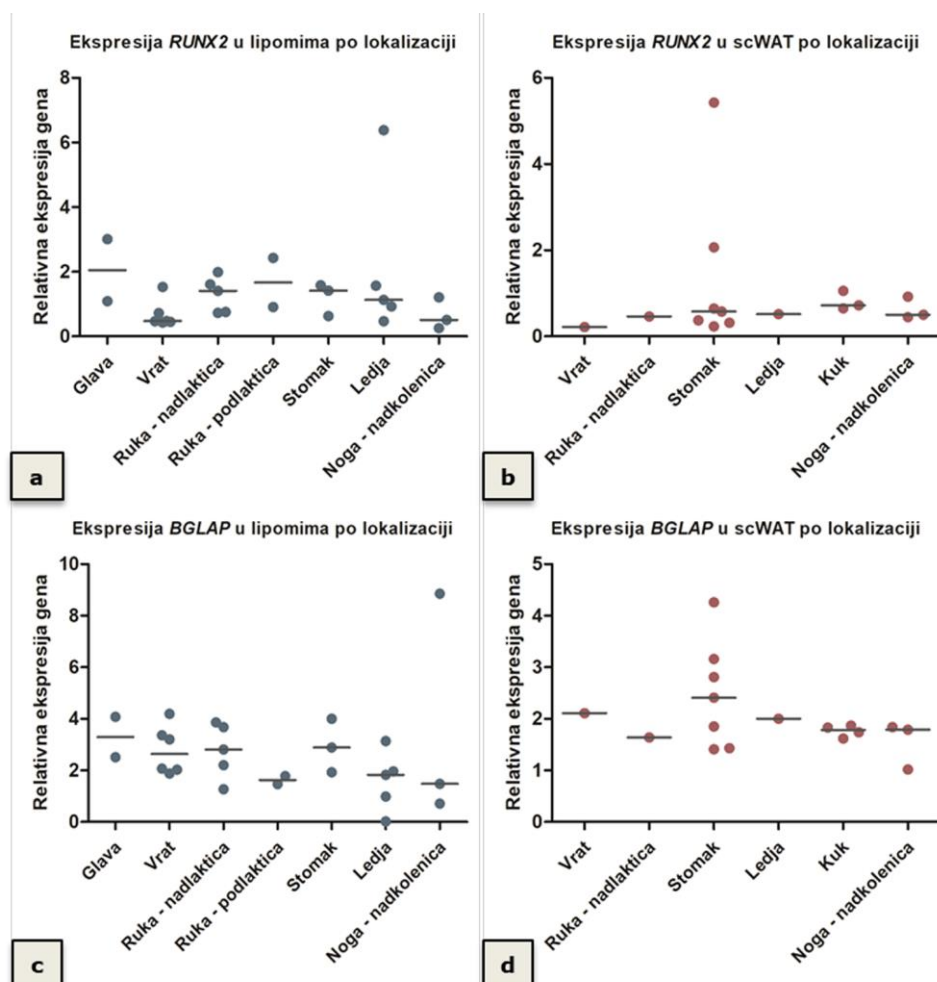 Ekspresija RUNX2 u lipomima po lokalizaciji
Relativna ekspresija gena
8
6
4
2
0
Glava
Vrat
Ruka - nadlaktica
Ruka - podlaktica
Stomak
Ledja
Noga - nadkolenica
a
Ekspresija RUNX2 u scWAT po lokalizaciji
Relativna ekspresija gena
6
4
2
0
Vrat
Ruka - nadlaktica
Stomak
Ledja
Kuk
Noga - nadkolenica
b
Ekspresija BGLAP u lipomima po lokalizaciji
Relativna ekspresija gena
10
8
6
4
2
0
Glava
Vrat
Ruka - nadlaktica
Ruka - podlaktica
Stomak
Ledja
Noga - nadkolenica
c
Ekspresija BGLAP u scWAT po lokalizaciji
Relativna ekspresija gena
5
4
3
2
1
0
Vrat
Ruka - nadlaktica
Stomak
Ledja
Kuk
Noga - nadkolenica
d